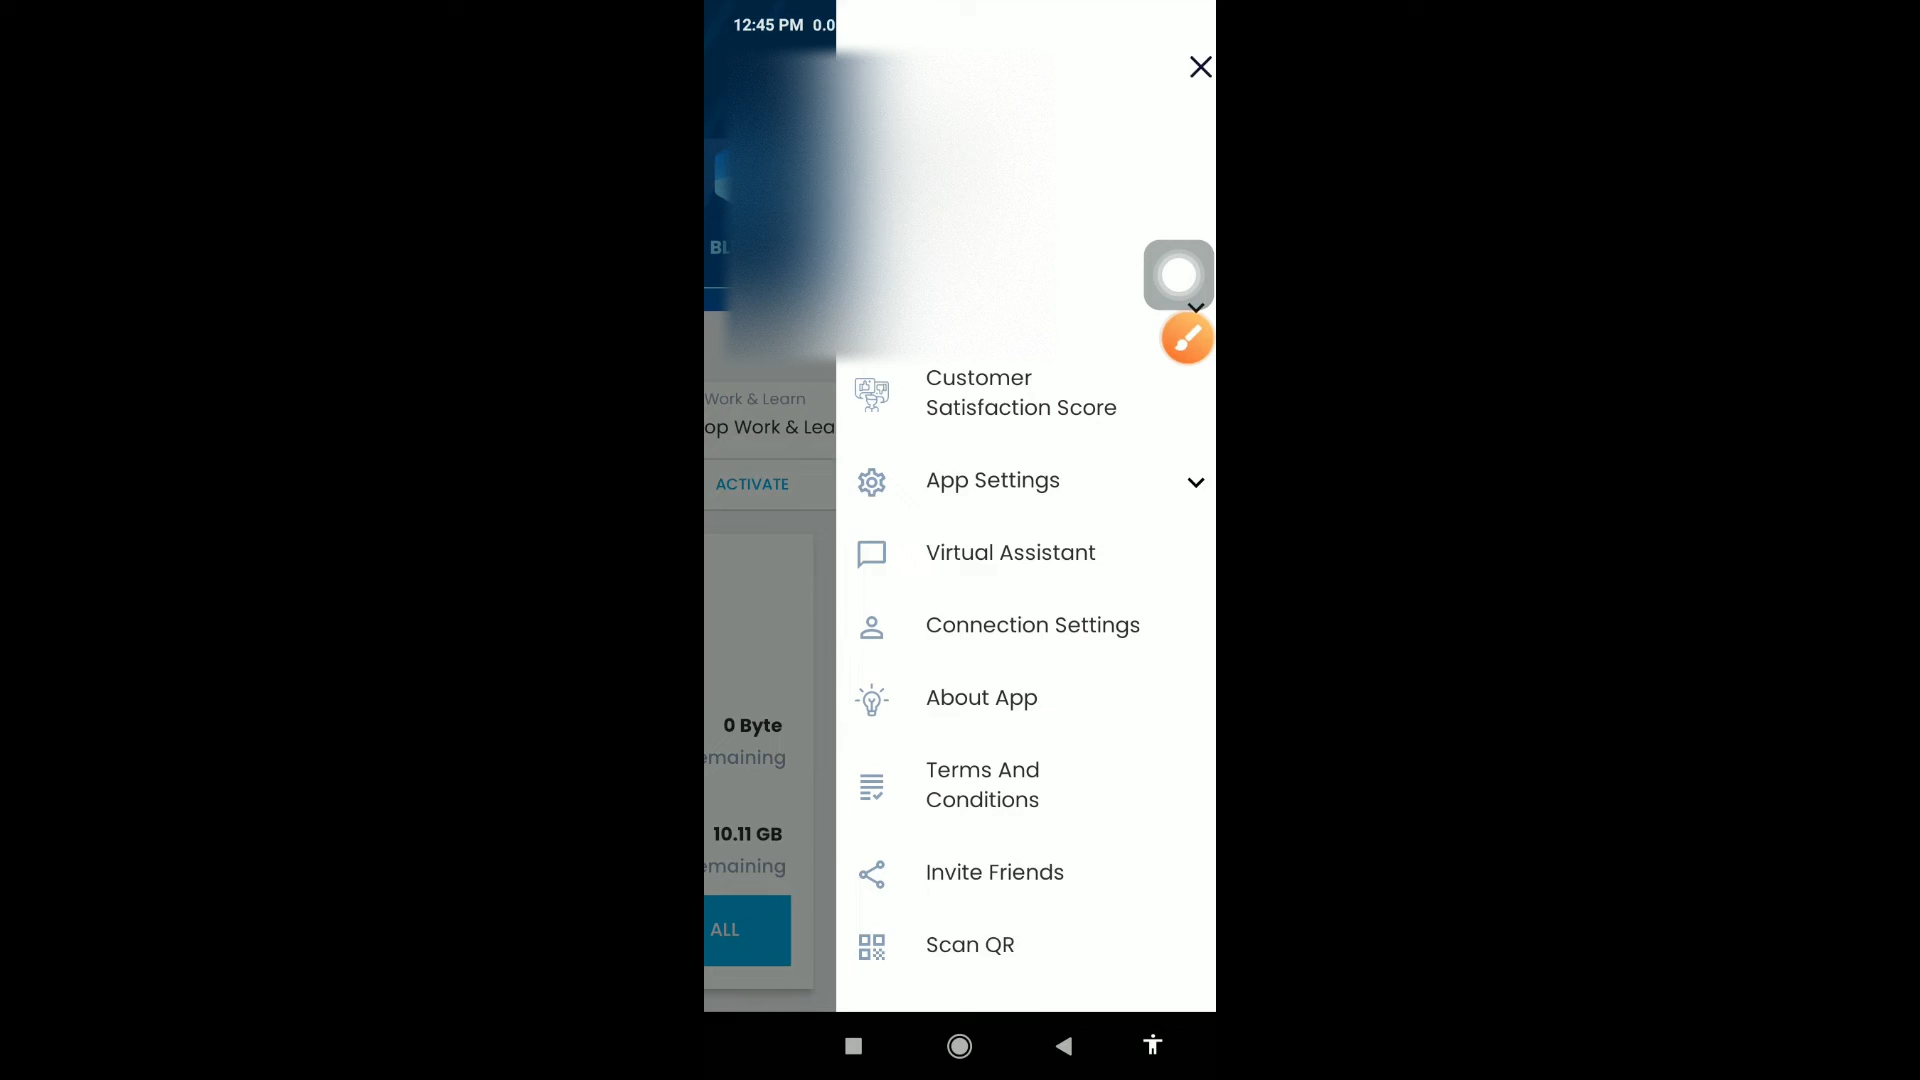 12:45 PM 0.0
BL
Work & Learn
op Work & Lea
ACTIVATE
0 Byte
emaining
10.11 GB
emaining
ALL
Customer
Satisfaction Score
App Settings
Virtual Assistant
Connection Settings
About App
Terms And
Conditions
Invite Friends
Scan QR